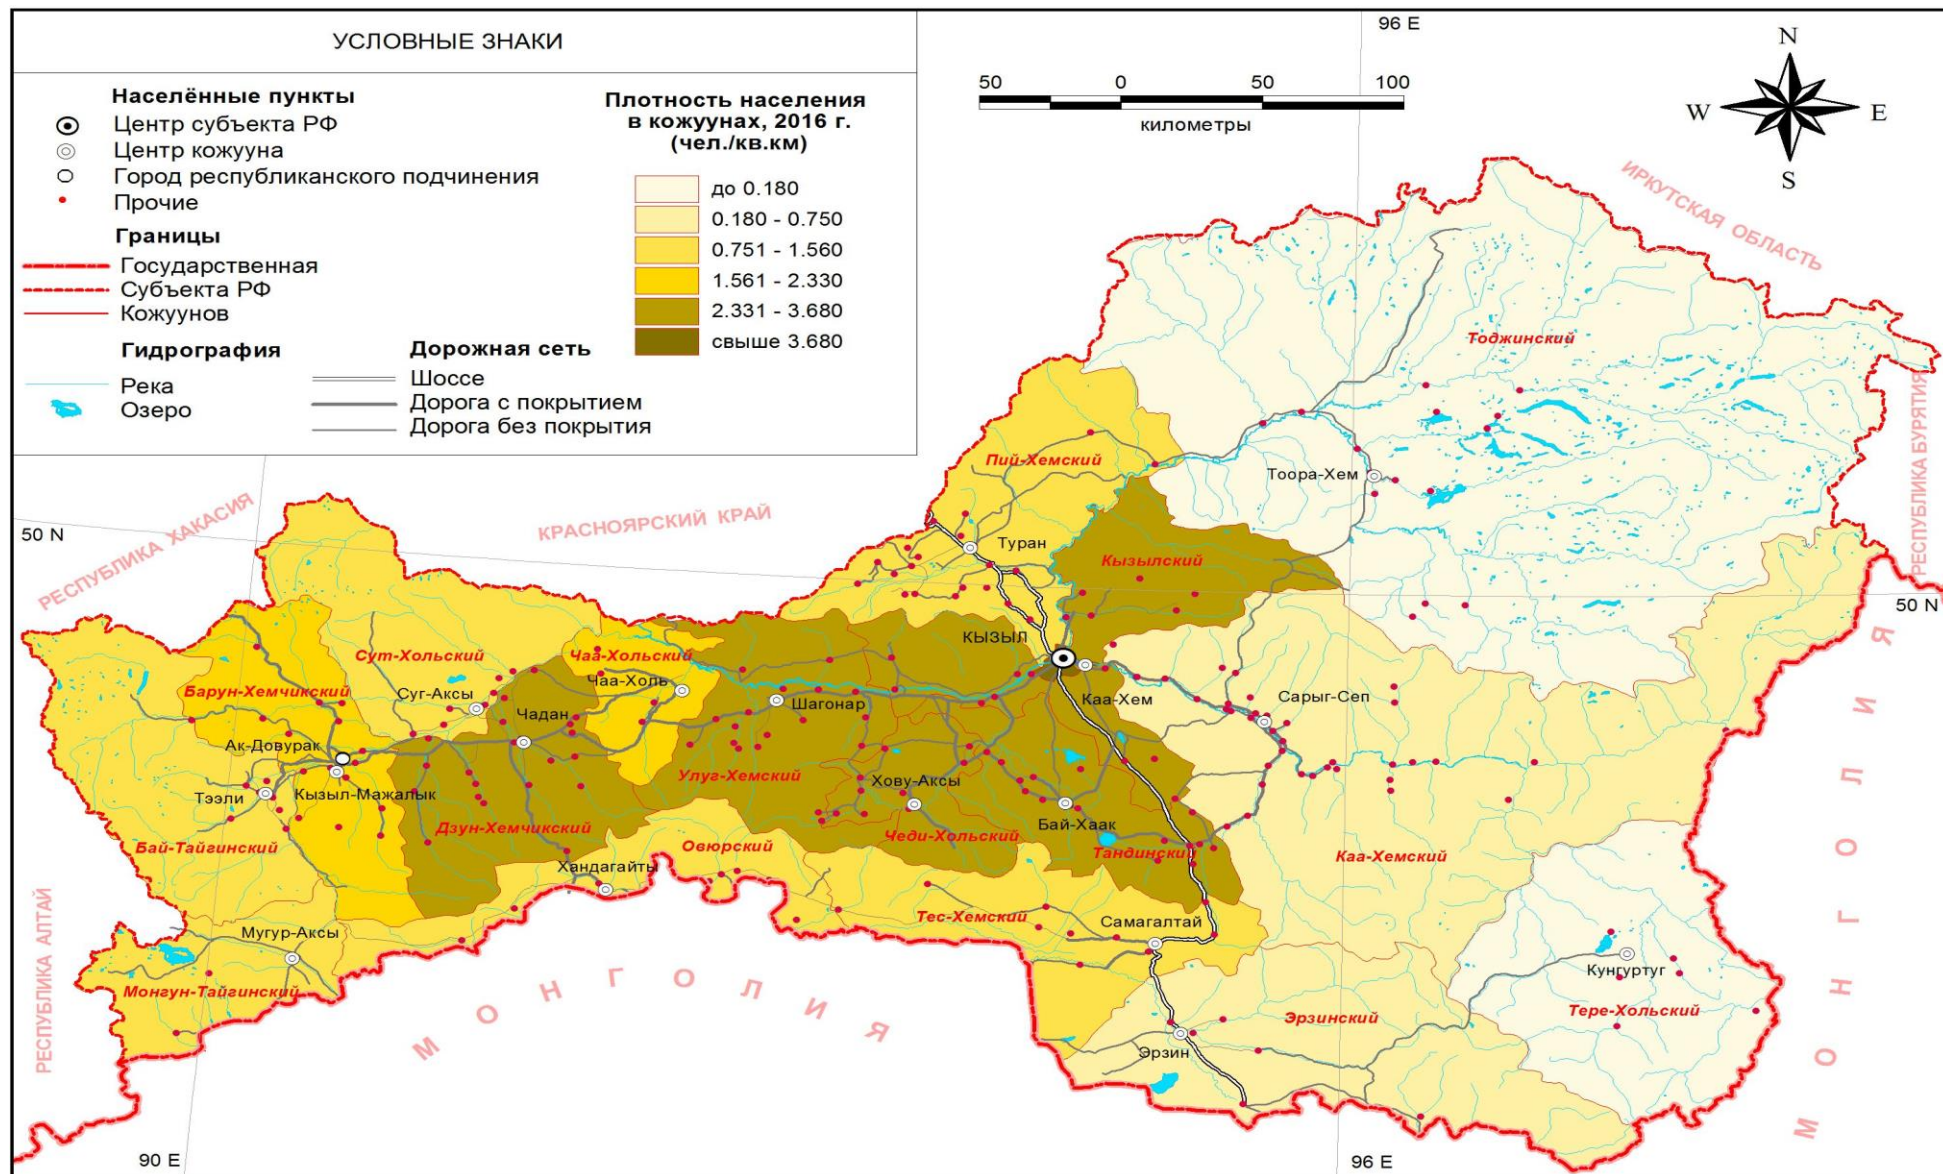 УСЛОВНЫЕ ЗНАКИ
Населённые пункты
Центр субъекта РФ
Центр кожууна
Город республиканского подчинения
Прочие
Границы
Государственная
Субъекта РФ
Кожуунов
Гидрография
Река
Озеро
Дорожная сеть
Шоссе
Дорога с покрытием
Дорога без покрытия
Плотность населения
в кожуунах, 2016 г.
(чел./кв.км)
до 0.180
0.180 - 0.750
0.751 - 1.560
1.561 - 2.330
2.331 - 3.680
свыше 3.680
96 E
50 0 50 100
километры
N
W E
S
ИРКУТСКАЯ ОБЛАСТЬ
Тоджинский
РЕСПУБЛИКА БУРЯТИЯ
Пий-Хемский
Тоора-Хем
РЕСПУБЛИКА ХАКАСИЯ
КРАСНОЯРСКИЙ КРАЙ
50 N
Туран
Кызылский
50 N
КЫЗЫЛ
Сут-Хольский
Чаа-Хольский
Барун-Хемчикский
Суг-Аксы
Чаа-Холь
Шагонар
Каа-Хем
Сарыг-Сеп
Чадан
Ак-Довурак
Улуг-Хемский
Хову-Аксы
Тээли
Кызыл-Мажалык
Дзун-Хемчикский
Чеди-Хольский
Бай-Хаак
Тандинский
Бай-Тайгинский
Овюрский
Хандагайты
Каа-Хемский
РЕСПУБЛИКА АЛТАЙ
Тес-Хемский
Самагалтай
Мугур-Аксы
Монгун-Тайгинский
Кунгуртуг
Тере-Хольский
Эрзинский
Эрзин
МОНГОЛИЯ
МОНГОЛИЯ
90 E
96 E